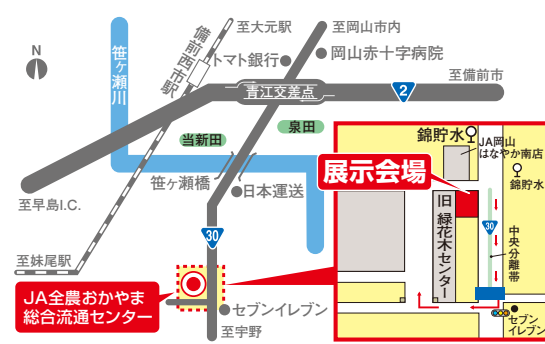 N
至大元駅
至岡山市内
備前西市駅
トマト銀行
岡山赤十字病院
笹ヶ瀬川
青江交差点
2
至備前市
当新田
泉田
笹ヶ瀬橋
日本運送
至早島I.C.
30
至妹尾駅
JA全農おかやま
総合流通センター
セブンイレブン
至宇野
錦貯水
JA岡山
はなやか南店
展示会場
錦貯水
旧 緑花木センター
30
中央分離帯
セブン
イレブン